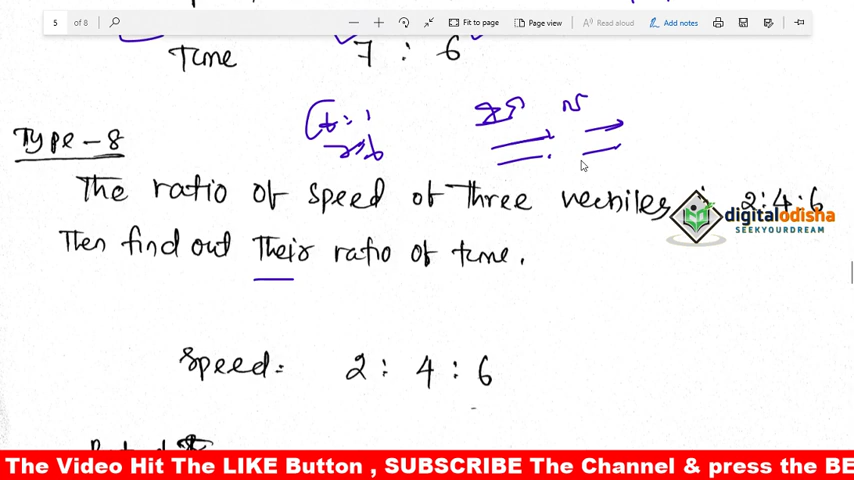 5 of 8 Fit to page Page view Read aloud Add notes
Time 7 : 6
Type-8
The ratio of speed of Three vechiles 2:4:6
digitalodisha
SEEKYOURDREAM
Then find out Their ratio of time.
Speed: 2 : 4 : 6
The Video Hit The LIKE Button , SUBSCRIBE The Channel & press the BE